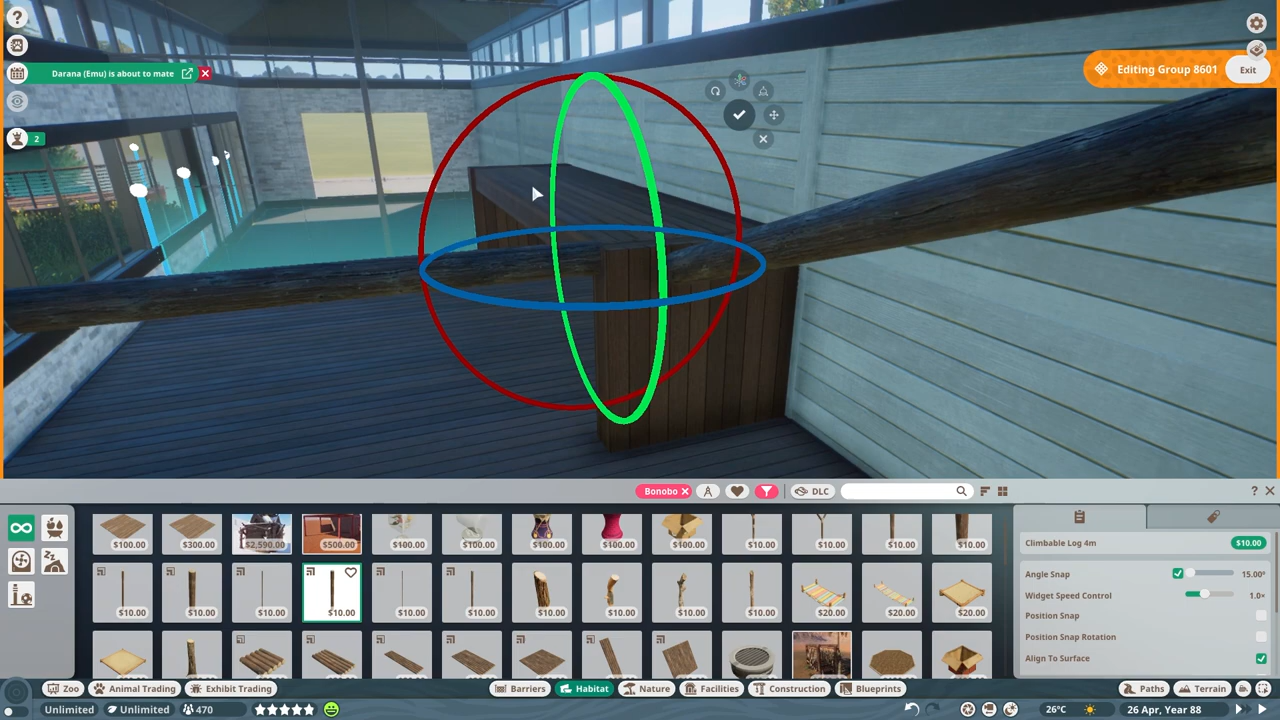 ?
Darana (Emu) is about to mate
2
Editing Group 8601
Exit
Bonobo
DLC
?
$100.00
$300.00
$2,590.00
$500.00
$100.00
$100.00
$100.00
$100.00
$100.00
$10.00
$10.00
$10.00
$10.00
$10.00
$10.00
$10.00
$10.00
$10.00
$10.00
$10.00
$10.00
$10.00
$10.00
$20.00
$20.00
$20.00
Climbable Log 4m
$10.00
Angle Snap
15.00°
Widget Speed Control
1.0×
Position Snap
Position Snap Rotation
Align To Surface
Zoo
Animal Trading
Exhibit Trading
Barriers
Habitat
Nature
Facilities
Construction
Blueprints
Paths
Terrain
Unlimited
Unlimited
470
26°C
26 Apr, Year 88